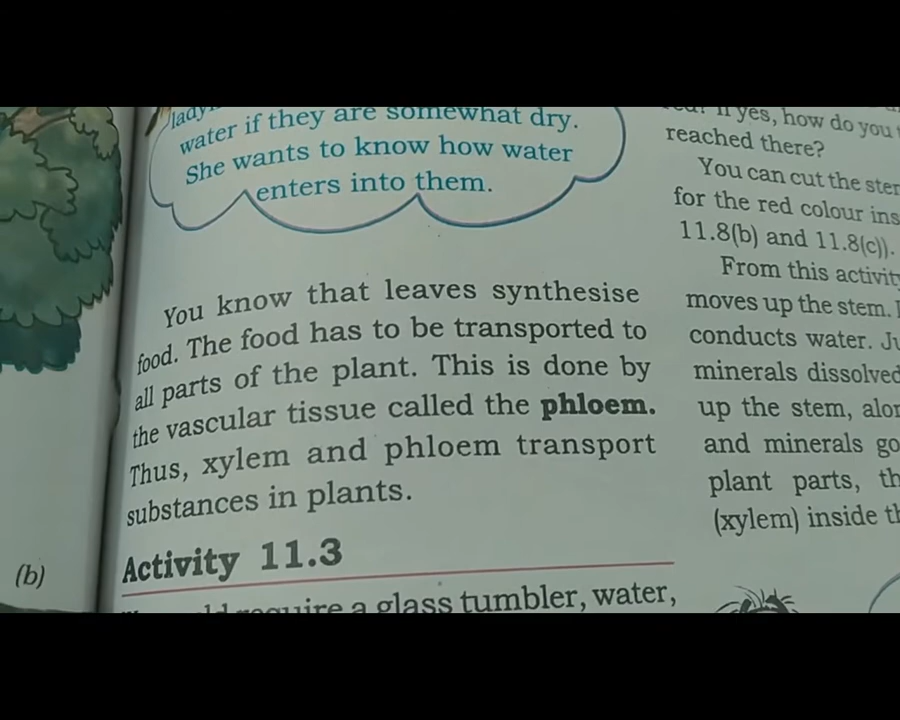 water if they are somewhat dry.
She wants to know how water
enters into them.
You know that leaves synthesise
food. The food has to be transported to
all parts of the plant. This is done by
the vascular tissue called the phloem.
Thus, xylem and phloem transport
substances in plants.
Activity 11.3
a glass tumbler, water,
(b)
yes, how do you
reached there?
You can cut the
for the red colour
11.8(b) and 11.8(c)).
From this
moves up the stem.
conducts water.
minerals dissolved
up the stem,
and minerals
plant parts,
(xylem) inside